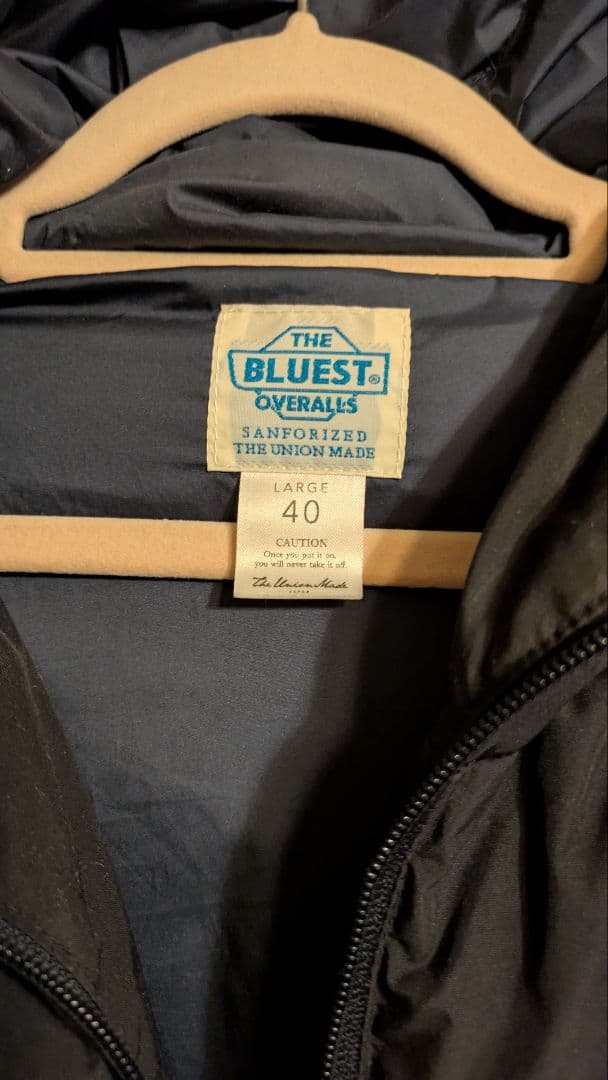 THE
BLUEST®
OVERALLS
SANFORIZED
THE UNION MADE
LARGE
40
CAUTION
Once you put it on,
you will never take it off.
The Union Made
JAPAN